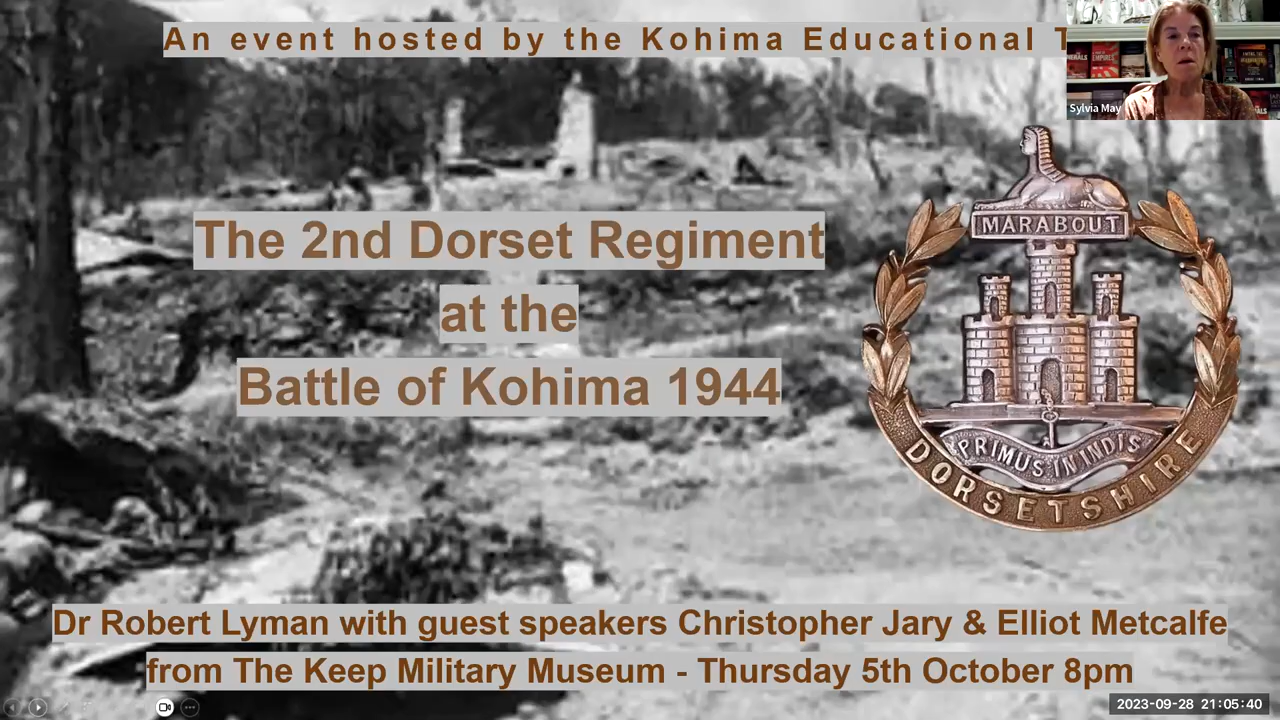 An event hosted by the Kohima Educational T
Sylvia May
MARABOUT
The 2nd Dorset Regiment
at the
Battle of Kohima 1944
PRIMUS IN INDIS
DORSETSHIRE
Dr Robert Lyman with guest speakers Christopher Jary & Elliot Metcalfe
from The Keep Military Museum - Thursday 5th October 8pm
2023-09-28 21:05:40